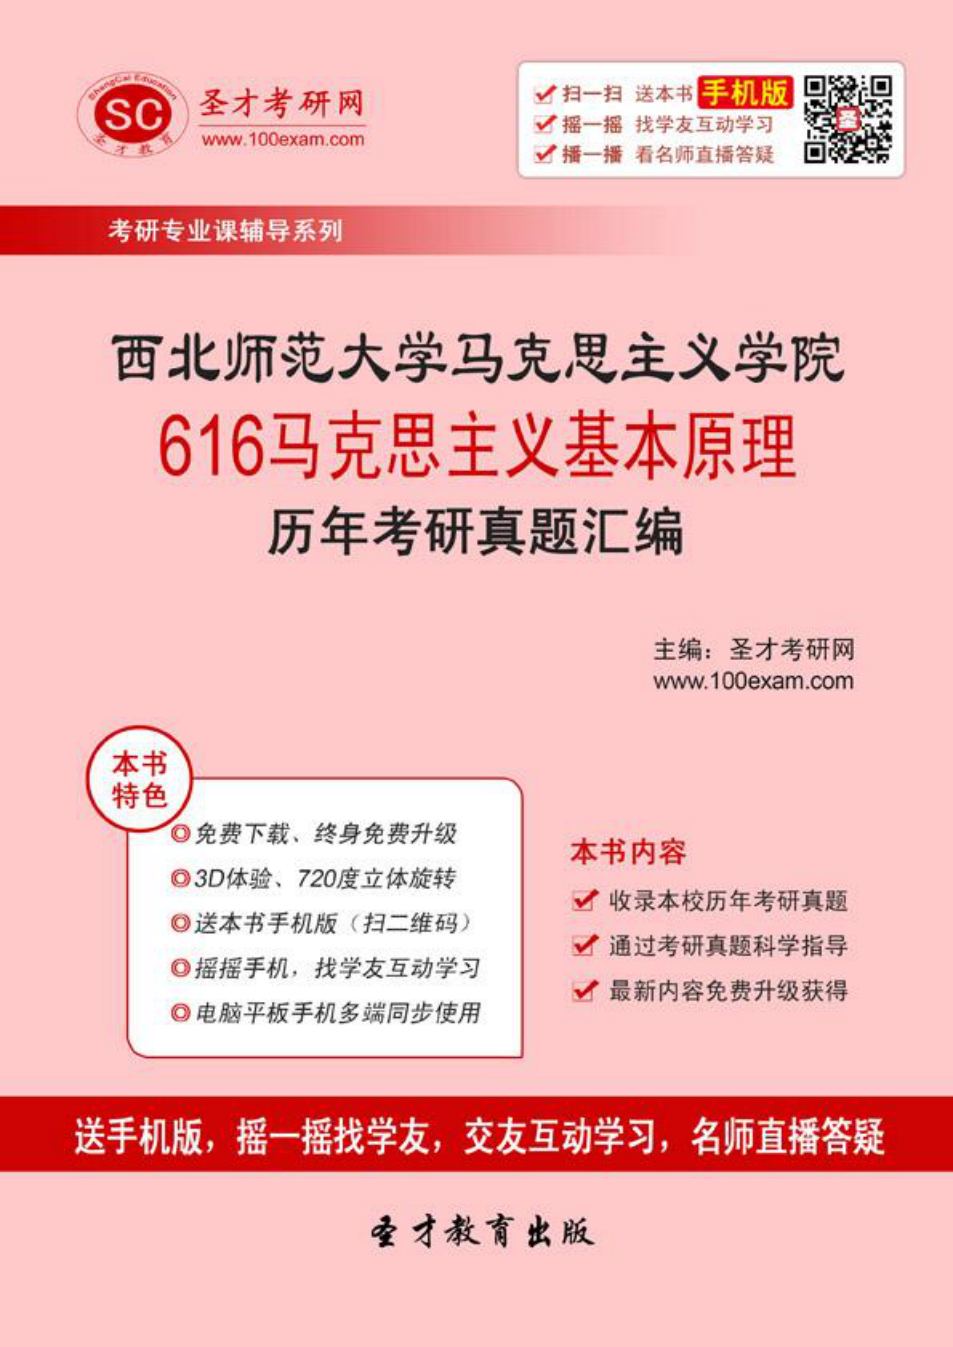 ShengCai Education
SC
圣才教育
圣才考研网
www.100exam.com
扫一扫 送本书 手机版
摇一摇 找学友互动学习
播一播 看名师直播答疑
圣
考研专业课辅导系列
西北师范大学马克思主义学院
616马克思主义基本原理
历年考研真题汇编
主编：圣才考研网
www.100exam.com
本书
特色
◎免费下载、终身免费升级
◎3D体验、720度立体旋转
◎送本书手机版（扫二维码）
◎摇摇手机，找学友互动学习
◎电脑平板手机多端同步使用
本书内容
收录本校历年考研真题
通过考研真题科学指导
最新内容免费升级获得
送手机版，摇一摇找学友，交友互动学习，名师直播答疑
圣才教育出版